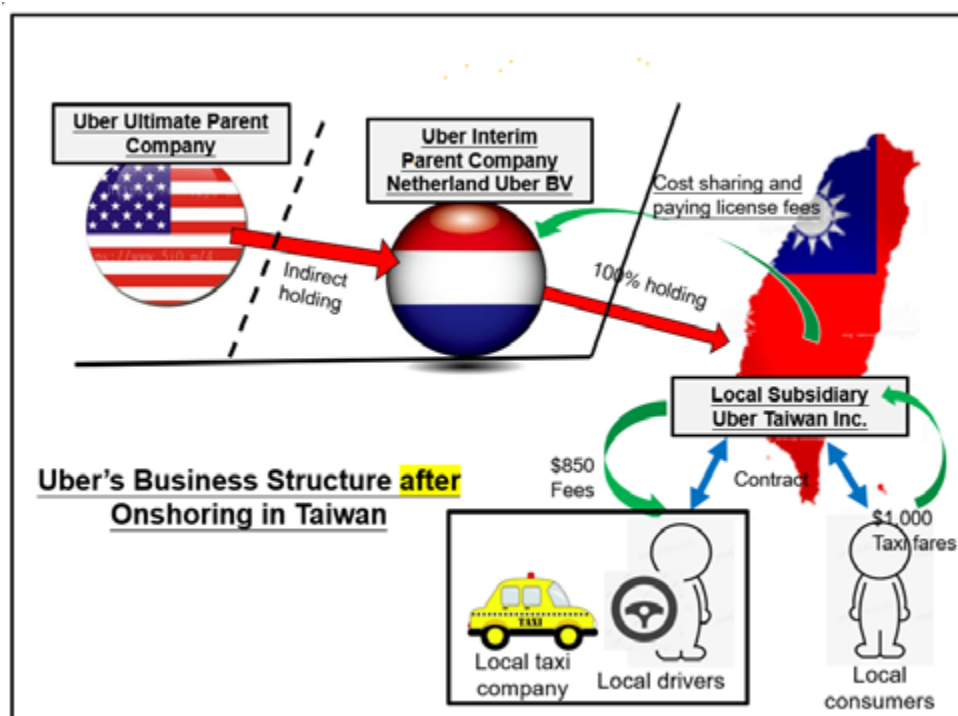 Uber Ultimate Parent
Company
Uber Interim
Parent Company
Netherland Uber BV
Cost sharing and
paying license fees
Indirect
holding
100% holding
Local Subsidiary
Uber Taiwan Inc.
Uber's Business Structure after
Onshoring in Taiwan
$850
Fees
Contract
$1,000
Taxi fares
TAXI
Local taxi
company
Local drivers
Local
consumers